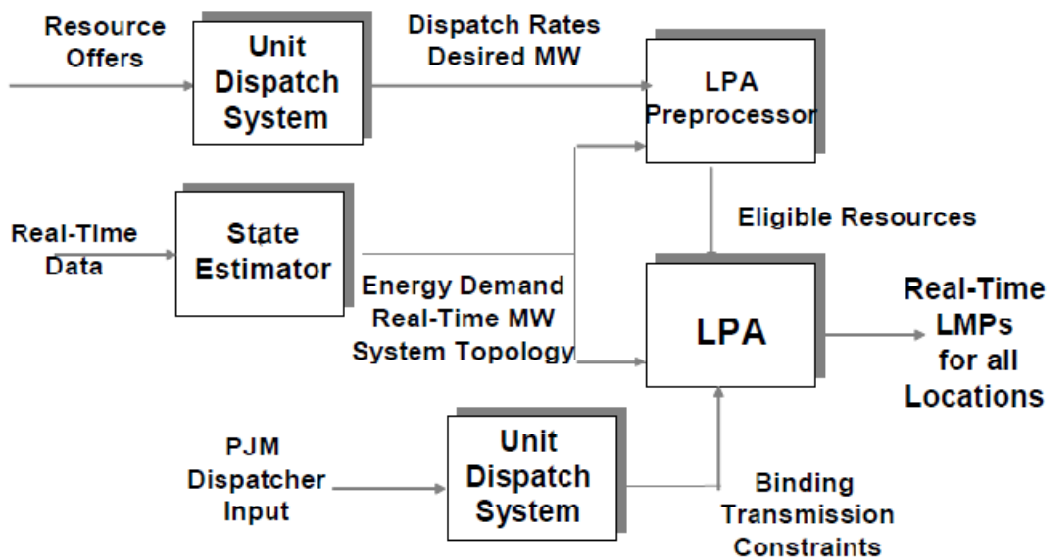 Resource
Offers
Unit
Dispatch
System
Dispatch Rates
Desired MW
LPA
Preprocessor
Real-TIme
Data
State
Estimator
Energy Demand
Real-Time MW
System Topology
Eligible Resources
LPA
Real-Time
LMPs
for all
Locations
PJM
Dispatcher
Input
Unit
Dispatch
System
Binding
Transmission
Constraints